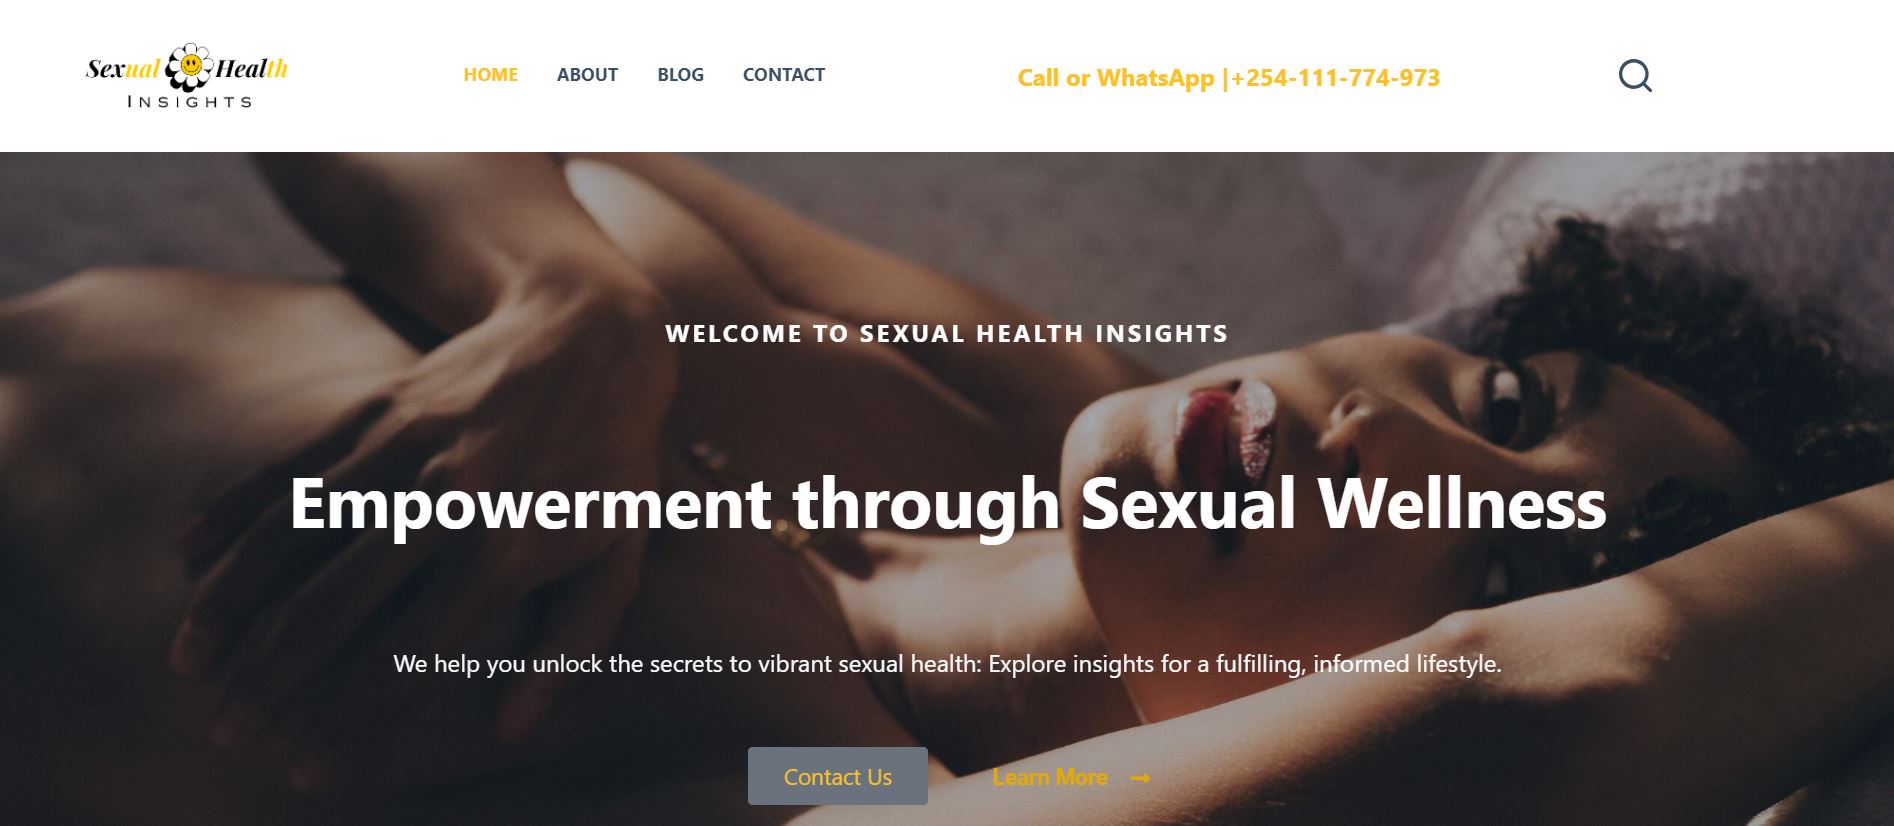 Sexual Health
INSIGHTS
HOME
ABOUT
BLOG
CONTACT
Call or WhatsApp |+254-111-774-973
WELCOME TO SEXUAL HEALTH INSIGHTS
Empowerment through Sexual Wellness
We help you unlock the secrets to vibrant sexual health: Explore insights for a fulfilling, informed lifestyle.
Contact Us
Learn More →